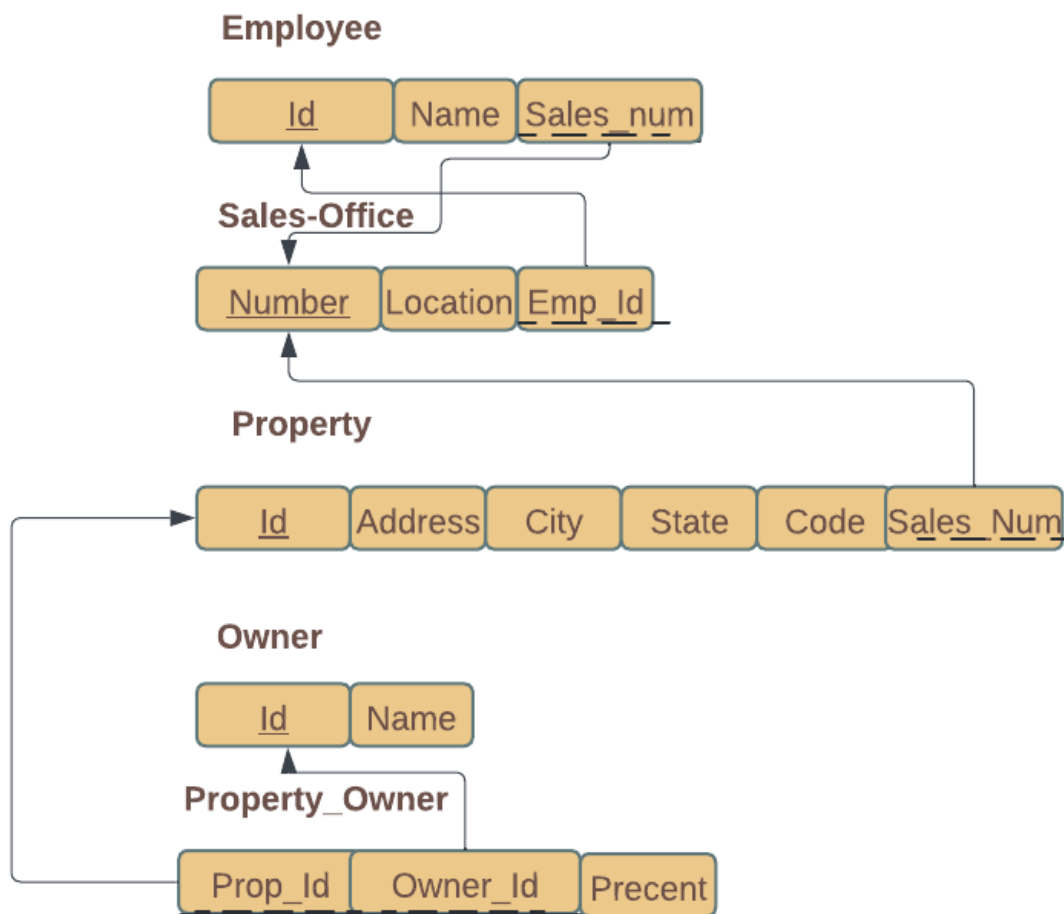 Employee
Id Name Sales_num
Sales-Office
Number Location Emp_Id
Property
Id Address City State Code Sales_Num
Owner
Id Name
Property_Owner
Prop_Id Owner_Id Precent